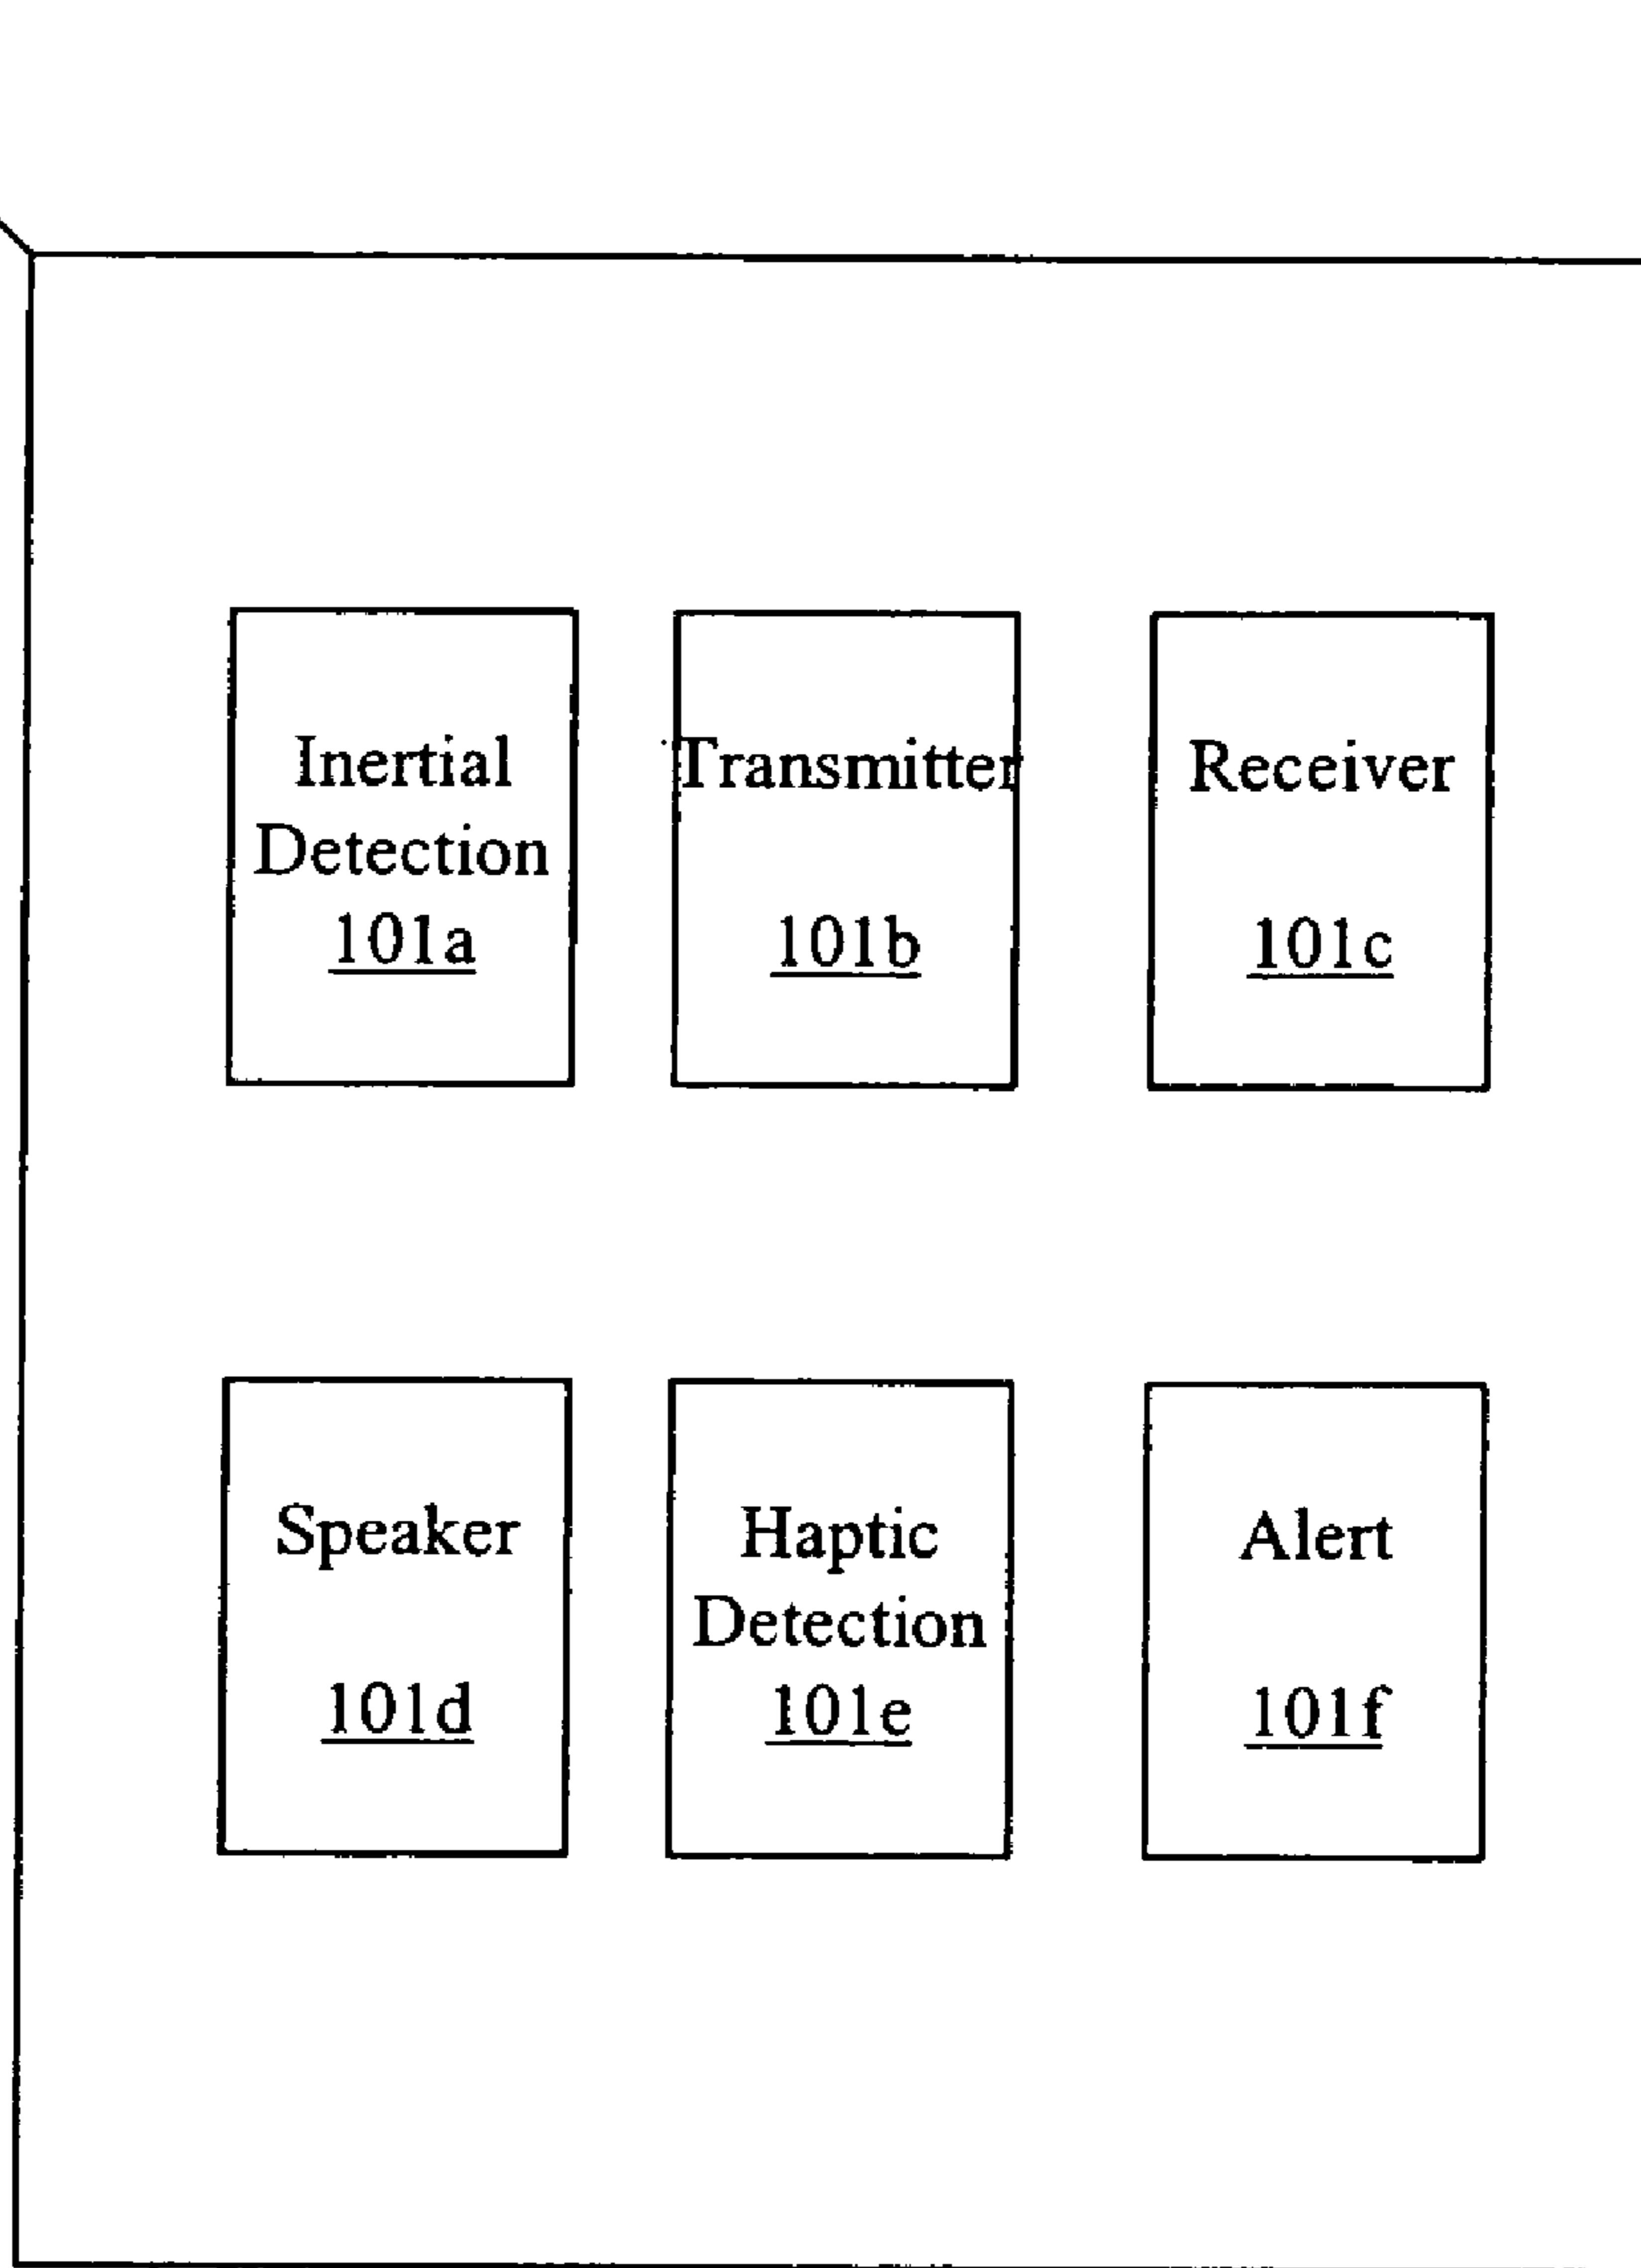 Inertial
Detection
101a
Transmitter
101b
Receiver
101c
Speaker
101d
Haptic
Detection
101e
Alert
101f